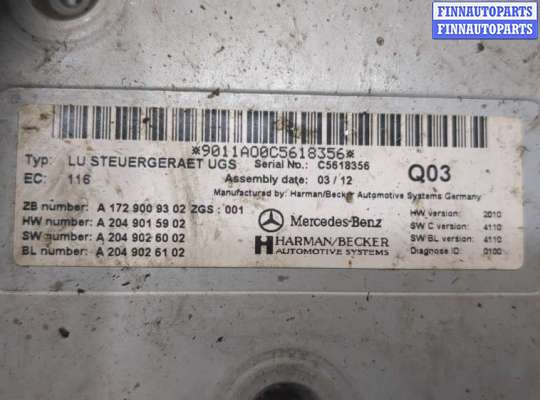 FINNAUTOPARTS
FINNAUTOPARTS
FINNAUTOPARTS
*9011A00C5618356*
Typ: LU STEUERGERAET UGS Serial No.: C5618356
EC: 116 Assembly date: 03 / 12 Q03
Manufactured by: Harman/Becker Automotive Systems Germany
ZB number: A 172 900 93 02 ZGS : 001
HW number: A 204 901 59 02
SW number: A 204 902 60 02
BL number: A 204 902 61 02
Mercedes-Benz
HARMAN/BECKER
AUTOMOTIVE SYSTEMS
HW version: 2010
SW C version: 4110
SW BL version: 4110
Diagnose ID: 0100